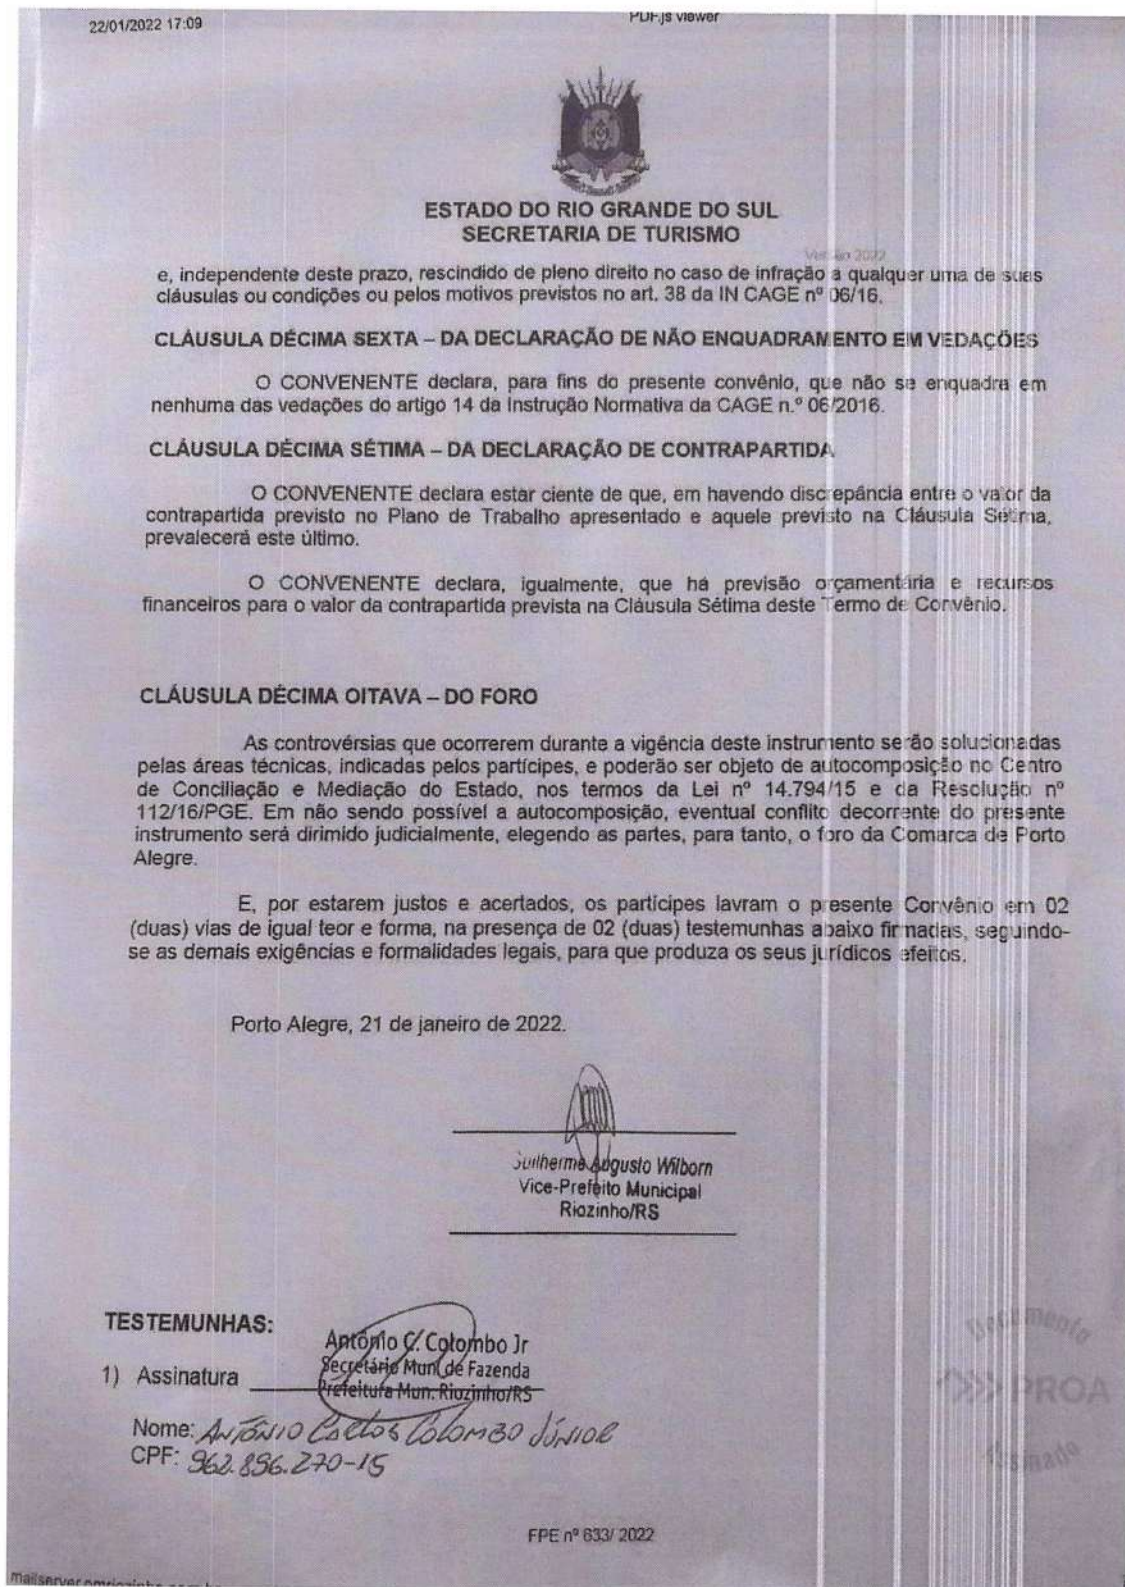 22/01/2022 17:09
PDF.js viewer
ESTADO DO RIO GRANDE DO SUL
SECRETARIA DE TURISMO
Versão 2022
e, independente deste prazo, rescindido de pleno direito no caso de infração a qualquer uma de suas
cláusulas ou condições ou pelos motivos previstos no art. 38 da IN CAGE nº 06/16.
CLÁUSULA DÉCIMA SEXTA – DA DECLARAÇÃO DE NÃO ENQUADRAMENTO EM VEDAÇÕES
O CONVENENTE declara, para fins do presente convênio, que não se enquadra em
nenhuma das vedações do artigo 14 da Instrução Normativa da CAGE n.º 06/2016.
CLÁUSULA DÉCIMA SÉTIMA – DA DECLARAÇÃO DE CONTRAPARTIDA
O CONVENENTE declara estar ciente de que, em havendo discrepância entre o valor da
contrapartida previsto no Plano de Trabalho apresentado e aquele previsto na Cláusula Sétima,
prevalecerá este último.
O CONVENENTE declara, igualmente, que há previsão orçamentária e recursos
financeiros para o valor da contrapartida prevista na Cláusula Sétima deste Termo de Convênio.
CLÁUSULA DÉCIMA OITAVA – DO FORO
As controvérsias que ocorrerem durante a vigência deste instrumento serão solucionadas
pelas áreas técnicas, indicadas pelos partícipes, e poderão ser objeto de autocomposição no Centro
de Conciliação e Mediação do Estado, nos termos da Lei nº 14.794/15 e da Resolução nº
112/16/PGE. Em não sendo possível a autocomposição, eventual conflito decorrente do presente
instrumento será dirimido judicialmente, elegendo as partes, para tanto, o foro da Comarca de Porto
Alegre.
E, por estarem justos e acertados, os partícipes lavram o presente Convênio em 02
(duas) vias de igual teor e forma, na presença de 02 (duas) testemunhas abaixo firmadas, seguindo-
se as demais exigências e formalidades legais, para que produza os seus jurídicos efeitos.
Porto Alegre, 21 de janeiro de 2022.
Guilherme Augusto Wilborn
Vice-Prefeito Municipal
Riozinho/RS
TESTEMUNHAS:
Antônio C. Colombo Jr
Secretário Mun. de Fazenda
1) Assinatura
Prefeitura Mun. Riozinho/RS
Nome: ANTÔNIO CARLOS COLOMBO JÚNIOR
CPF: 962.896.270-15
Documento
PROA
Assinado
FPE nº 633/ 2022